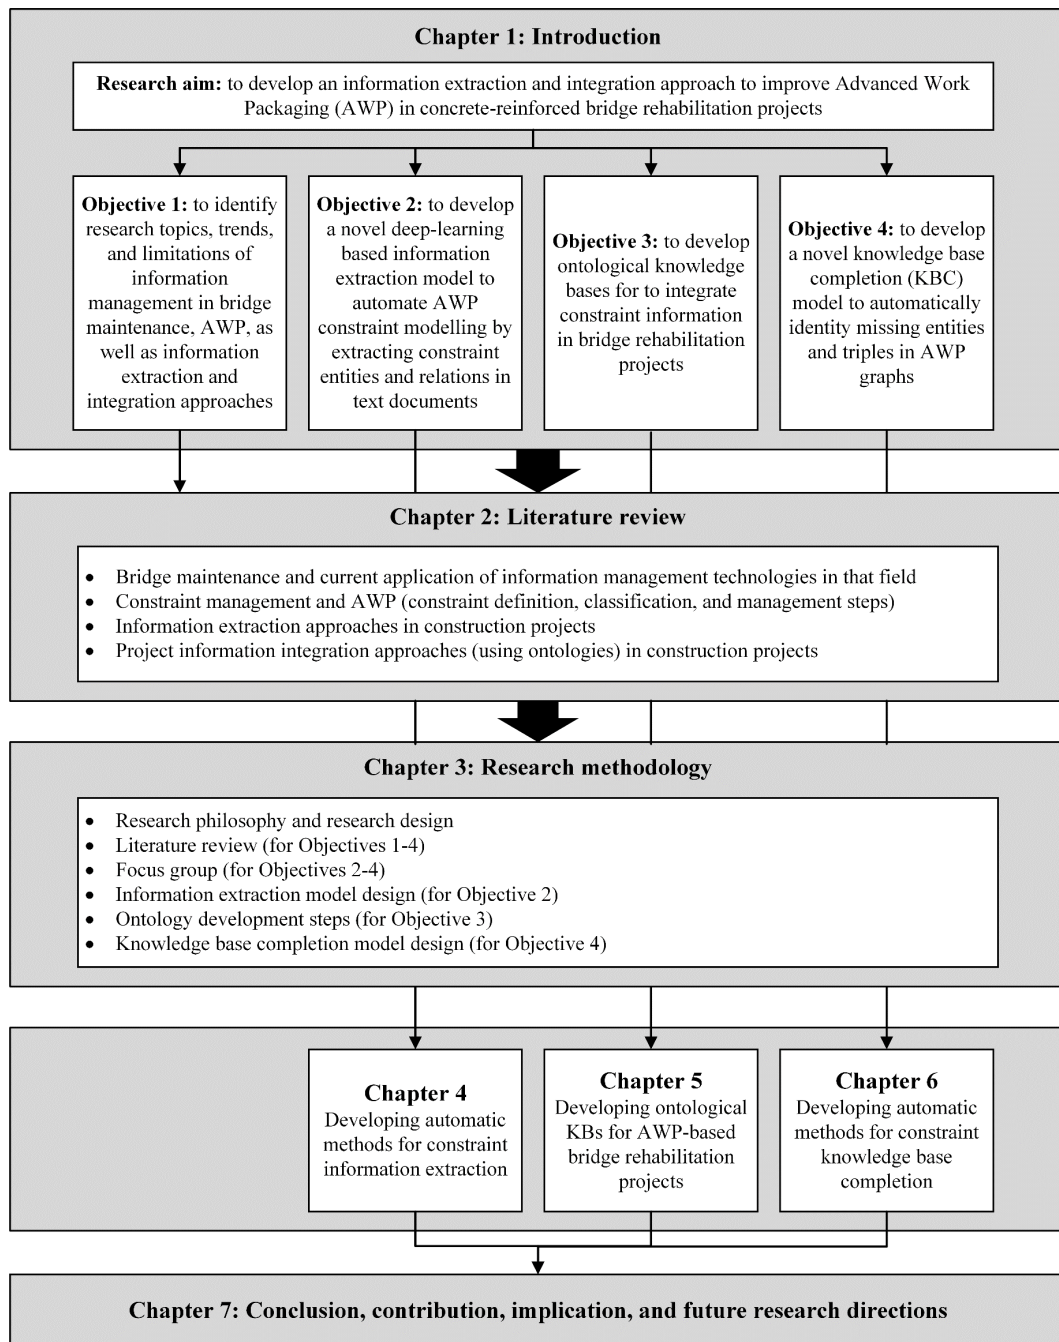 Chapter 1: Introduction
Research aim: to develop an information extraction and integration approach to improve Advanced Work
Packaging (AWP) in concrete-reinforced bridge rehabilitation projects
Objective 1: to identify
research topics, trends,
and limitations of
information
management in bridge
maintenance, AWP, as
well as information
extraction and
integration approaches
Objective 2: to develop
a novel deep-learning
based information
extraction model to
automate AWP
constraint modelling by
extracting constraint
entities and relations in
text documents
Objective 3: to develop
ontological knowledge
bases for to integrate
constraint information
in bridge rehabilitation
projects
Objective 4: to develop
a novel knowledge base
completion (KBC)
model to automatically
identity missing entities
and triples in AWP
graphs
Chapter 2: Literature review
• Bridge maintenance and current application of information management technologies in that field
• Constraint management and AWP (constraint definition, classification, and management steps)
• Information extraction approaches in construction projects
• Project information integration approaches (using ontologies) in construction projects
Chapter 3: Research methodology
• Research philosophy and research design
• Literature review (for Objectives 1-4)
• Focus group (for Objectives 2-4)
• Information extraction model design (for Objective 2)
• Ontology development steps (for Objective 3)
• Knowledge base completion model design (for Objective 4)
Chapter 4
Developing automatic
methods for constraint
information extraction
Chapter 5
Developing ontological
KBs for AWP-based
bridge rehabilitation
projects
Chapter 6
Developing automatic
methods for constraint
knowledge base
completion
Chapter 7: Conclusion, contribution, implication, and future research directions